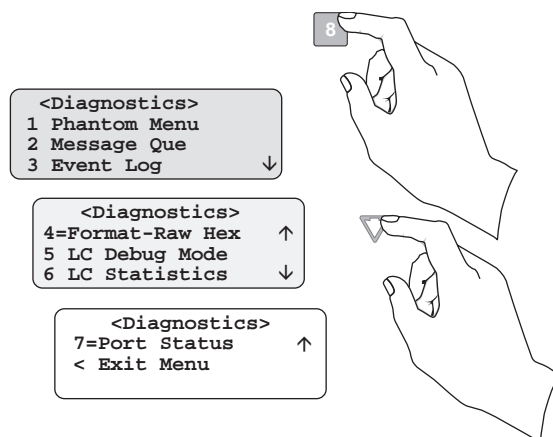 8
<Diagnostics>
1 Phantom Menu
2 Message Que
3 Event Log ↓
<Diagnostics>
4=Format-Raw Hex ↑
5 LC Debug Mode
6 LC Statistics ↓
<Diagnostics>
7=Port Status ↑
< Exit Menu